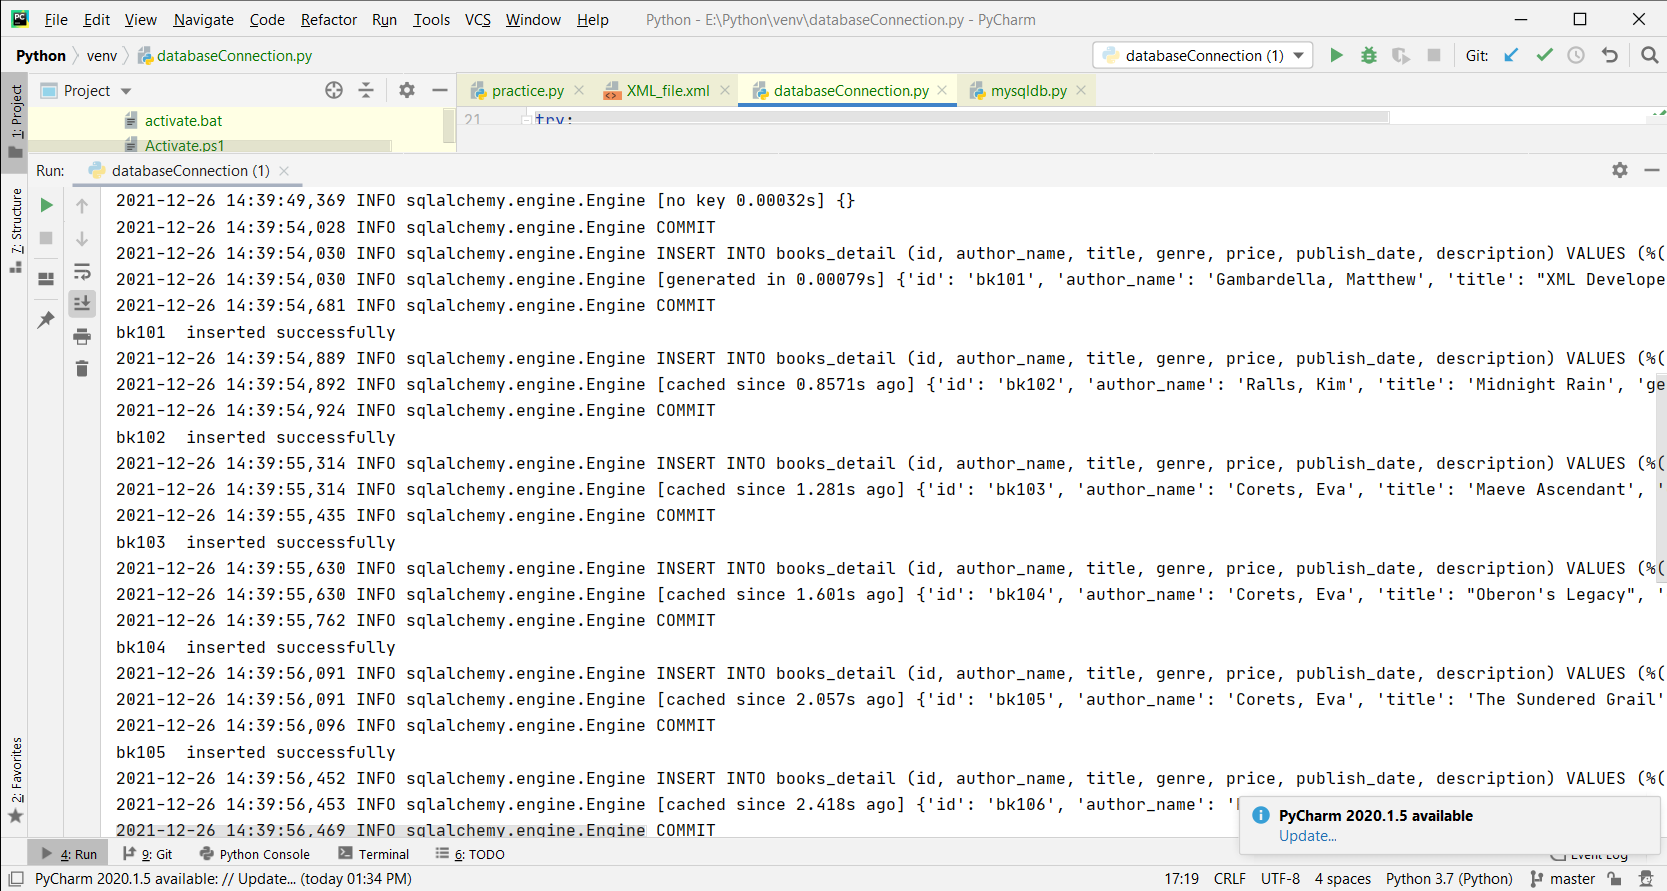 File Edit View Navigate Code Refactor Run Tools VCS Window Help Python - E:\Python\venv\databaseConnection.py - PyCharm
Python venv databaseConnection.py databaseConnection (1) Git:
1: Project
Project practice.py XML_file.xml databaseConnection.py mysqldb.py
activate.bat 21 try:
Activate.ps1
Run: databaseConnection (1)
7: Structure
2021-12-26 14:39:49,369 INFO sqlalchemy.engine.Engine [no key 0.00032s] {}
2021-12-26 14:39:54,028 INFO sqlalchemy.engine.Engine COMMIT
2021-12-26 14:39:54,030 INFO sqlalchemy.engine.Engine INSERT INTO books_detail (id, author_name, title, genre, price, publish_date, description) VALUES (%(
2021-12-26 14:39:54,030 INFO sqlalchemy.engine.Engine [generated in 0.00079s] {'id': 'bk101', 'author_name': 'Gambardella, Matthew', 'title': "XML Develope
2021-12-26 14:39:54,681 INFO sqlalchemy.engine.Engine COMMIT
bk101  inserted successfully
2021-12-26 14:39:54,889 INFO sqlalchemy.engine.Engine INSERT INTO books_detail (id, author_name, title, genre, price, publish_date, description) VALUES (%(
2021-12-26 14:39:54,892 INFO sqlalchemy.engine.Engine [cached since 0.8571s ago] {'id': 'bk102', 'author_name': 'Ralls, Kim', 'title': 'Midnight Rain', 'ge
2021-12-26 14:39:54,924 INFO sqlalchemy.engine.Engine COMMIT
bk102  inserted successfully
2021-12-26 14:39:55,314 INFO sqlalchemy.engine.Engine INSERT INTO books_detail (id, author_name, title, genre, price, publish_date, description) VALUES (%(
2021-12-26 14:39:55,314 INFO sqlalchemy.engine.Engine [cached since 1.281s ago] {'id': 'bk103', 'author_name': 'Corets, Eva', 'title': 'Maeve Ascendant', '
2021-12-26 14:39:55,435 INFO sqlalchemy.engine.Engine COMMIT
bk103  inserted successfully
2021-12-26 14:39:55,630 INFO sqlalchemy.engine.Engine INSERT INTO books_detail (id, author_name, title, genre, price, publish_date, description) VALUES (%(
2021-12-26 14:39:55,630 INFO sqlalchemy.engine.Engine [cached since 1.601s ago] {'id': 'bk104', 'author_name': 'Corets, Eva', 'title': "Oberon's Legacy", '
2021-12-26 14:39:55,762 INFO sqlalchemy.engine.Engine COMMIT
bk104  inserted successfully
2021-12-26 14:39:56,091 INFO sqlalchemy.engine.Engine INSERT INTO books_detail (id, author_name, title, genre, price, publish_date, description) VALUES (%(
2021-12-26 14:39:56,091 INFO sqlalchemy.engine.Engine [cached since 2.057s ago] {'id': 'bk105', 'author_name': 'Corets, Eva', 'title': 'The Sundered Grail'
2021-12-26 14:39:56,096 INFO sqlalchemy.engine.Engine COMMIT
bk105  inserted successfully
2021-12-26 14:39:56,452 INFO sqlalchemy.engine.Engine INSERT INTO books_detail (id, author_name, title, genre, price, publish_date, description) VALUES (%(
2021-12-26 14:39:56,453 INFO sqlalchemy.engine.Engine [cached since 2.418s ago] {'id': 'bk106', 'author_name': '
2021-12-26 14:39:56,469 INFO sqlalchemy.engine.Engine COMMIT
2: Favorites
PyCharm 2020.1.5 available
Update...
4: Run 9: Git Python Console Terminal 6: TODO Event Log
PyCharm 2020.1.5 available: // Update... (today 01:34 PM) 17:19 CRLF UTF-8 4 spaces Python 3.7 (Python) master